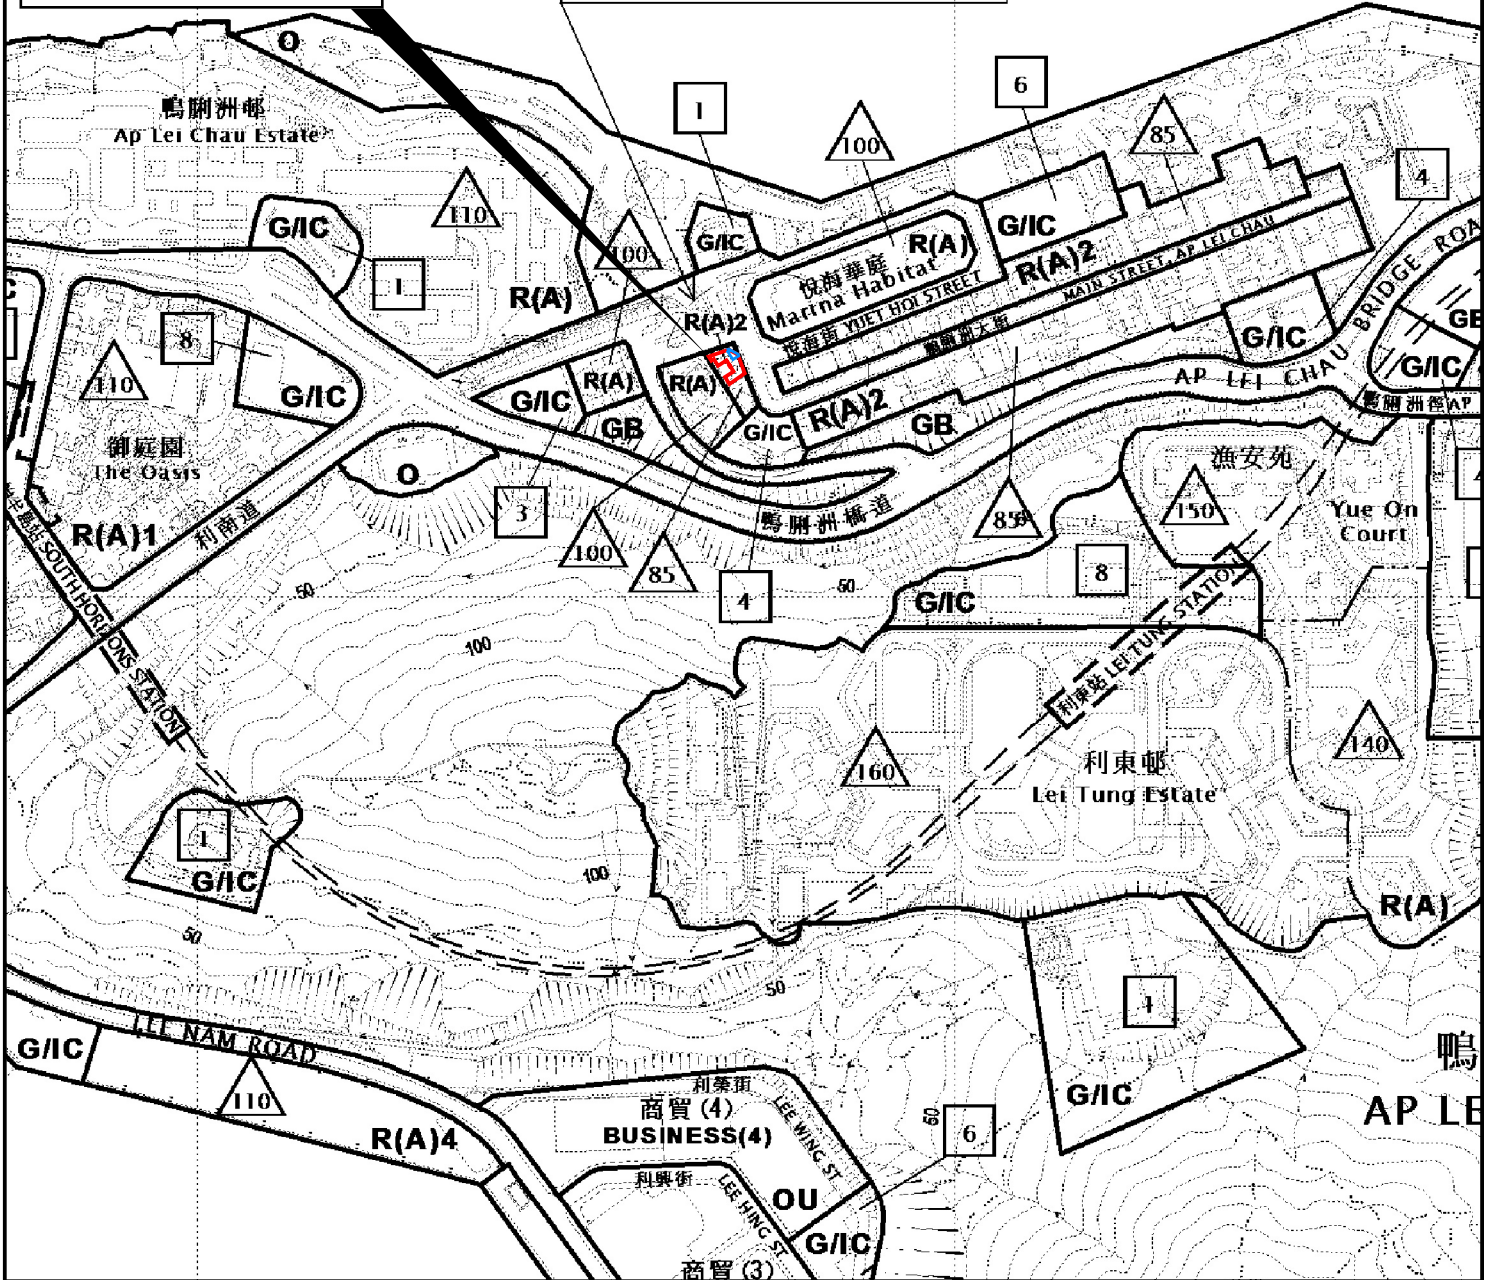 O
鴨脷洲邨
Ap Lei Chau Estate
1
6
100
85
4
110
G/IC
1
R(A)
100
G/IC
R(A)
悅海華庭
Marina Habitat
G/IC
R(A)2
MAIN STREET, AP LEI CHAU
悅海街 YUET HOI STREET
鴨脷洲大街
R(A)2
8
110
G/IC
御庭園
The Oasis
R(A)1
利南道
O
G/IC
R(A)
GB
R(A)
G/IC
R(A)2
GB
G/IC
AP LEI CHAU BRIDGE ROA
GB
G/IC
鴨脷洲徑 AP
3
100
85
4
鴨脷洲橋道
85
漁安苑
150
Yue On
Court
8
G/IC
50
50
100
SOUTH HORIZONS STATION
利東站 LEI TUNG STATION
160
利東邨
Lei Tung Estate
140
1
G/IC
100
50
R(A)
50
1
G/IC
鴨
AP LE
G/IC
LEE NAM ROAD
110
R(A)4
利榮街
商貿 (4)
BUSINESS(4)
LEE WING ST
6
利興街
LEE HING ST
OU
G/IC
商貿 (3)